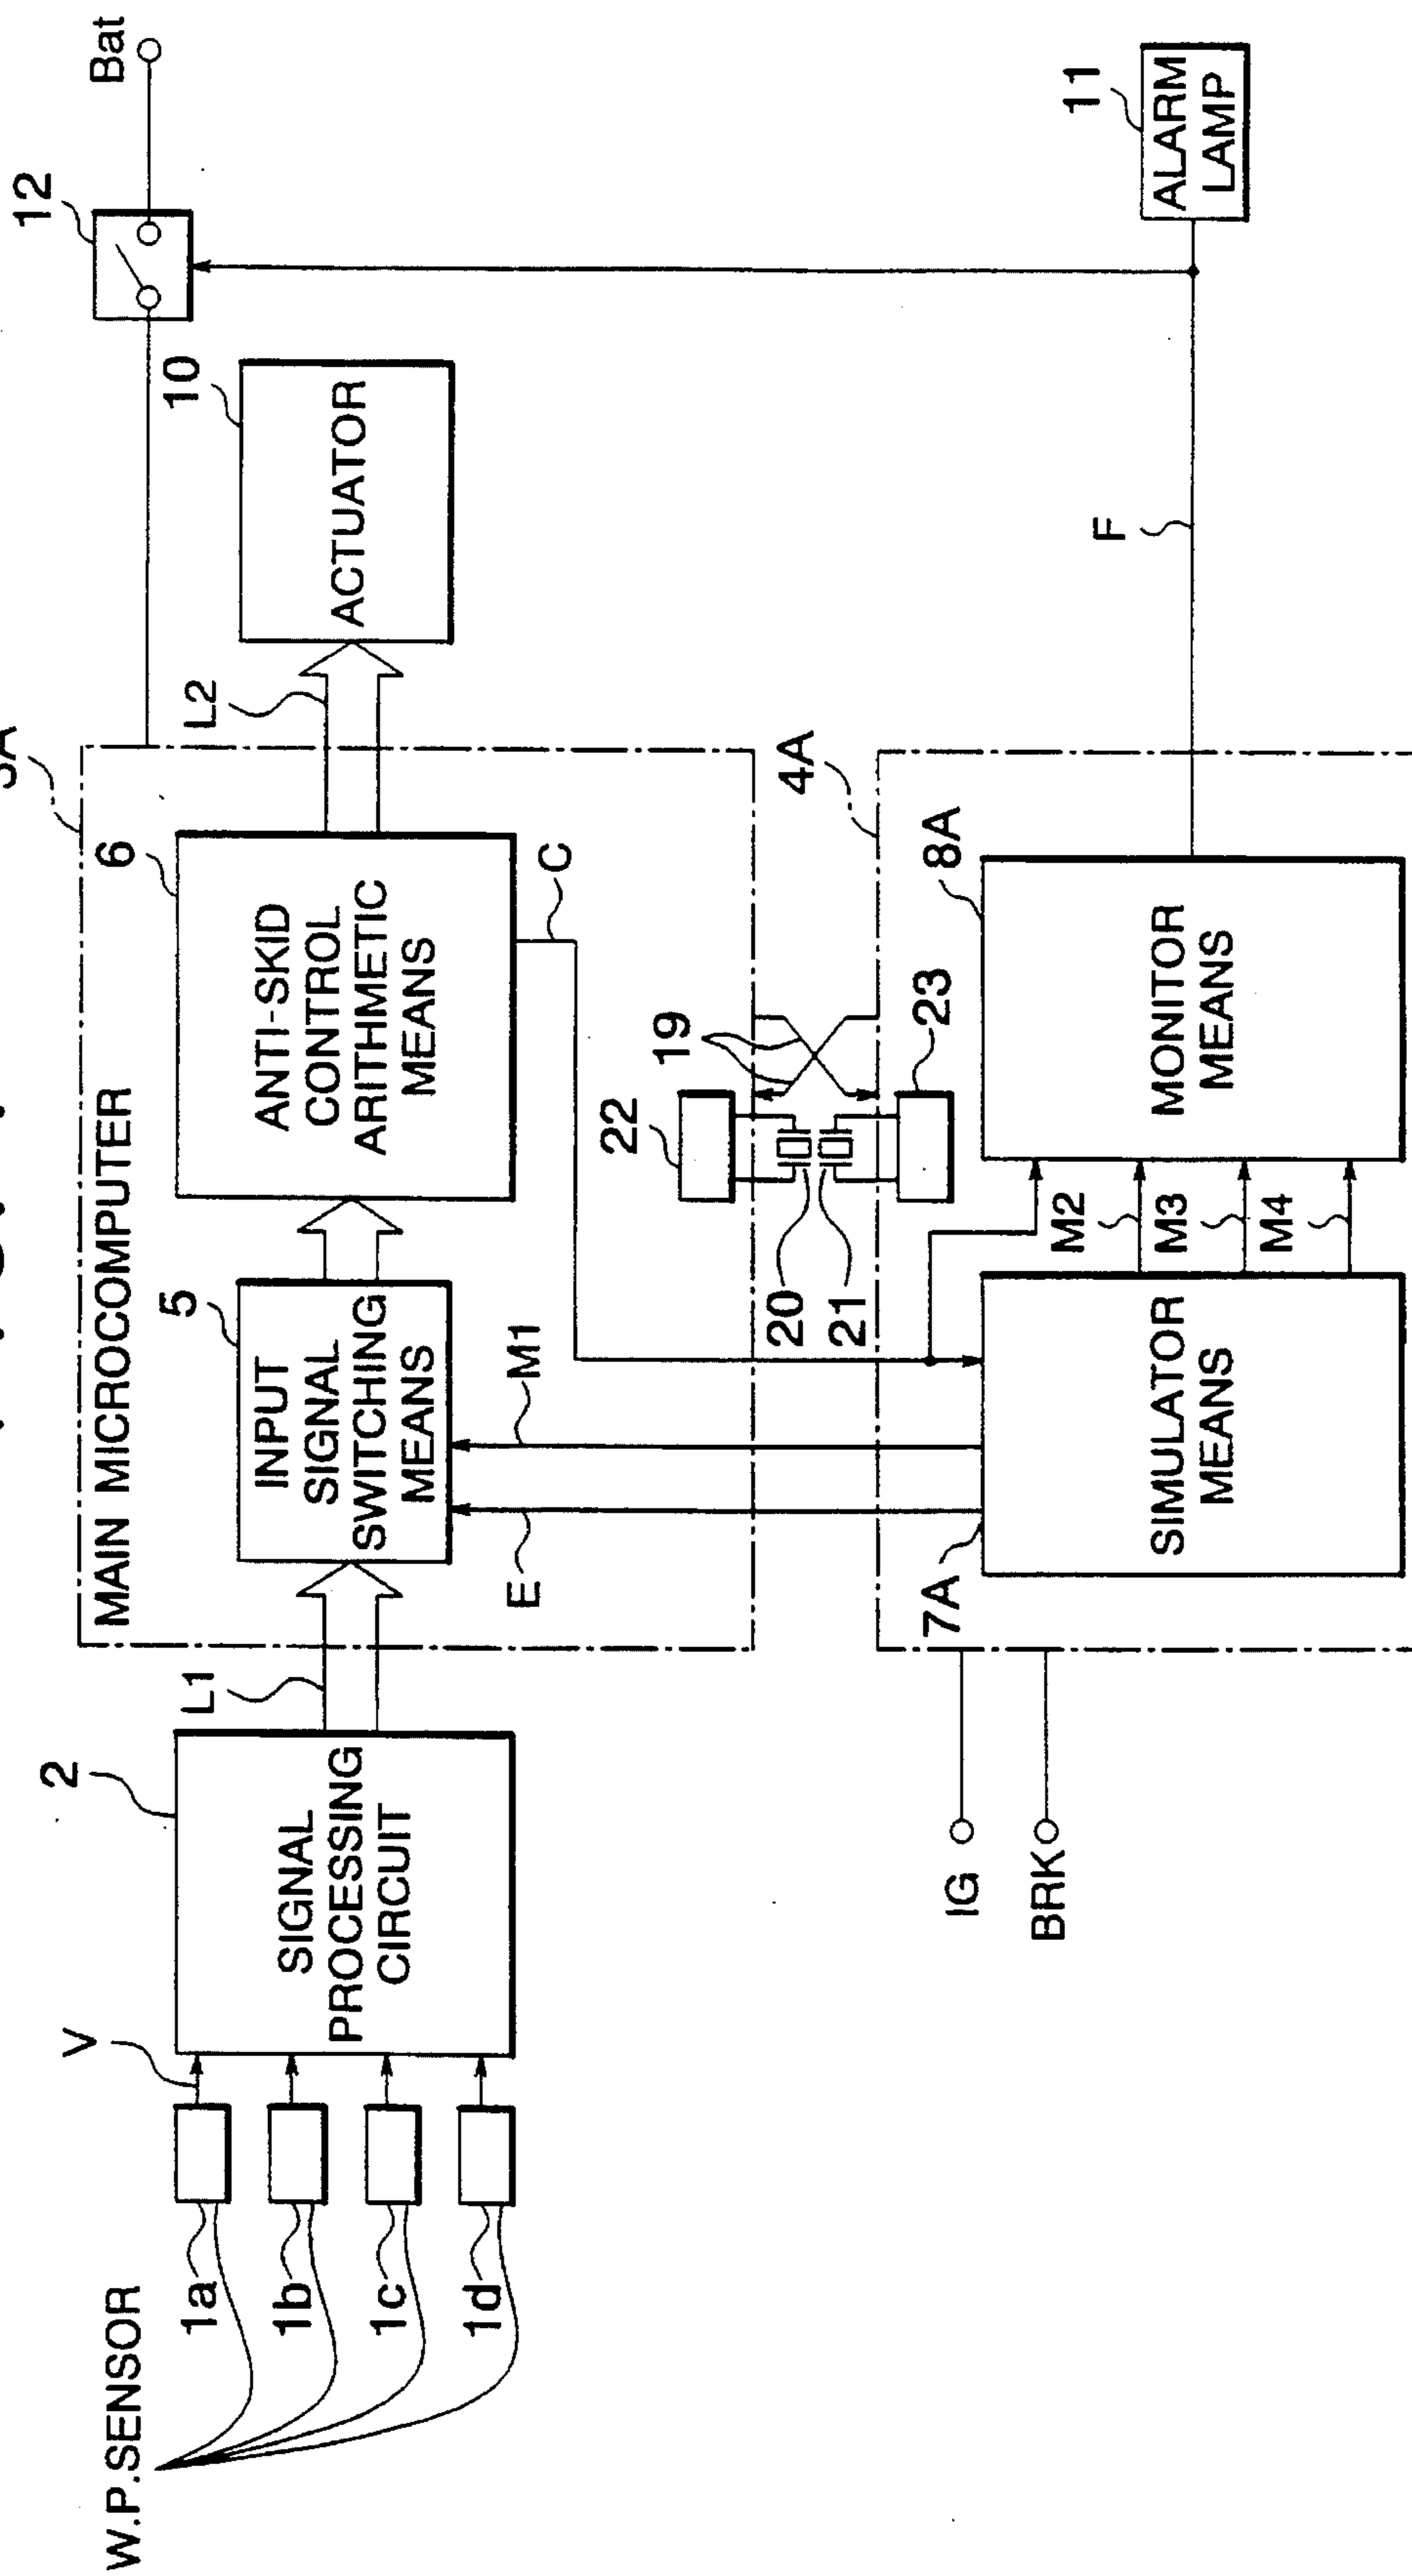 12
Bat
MAIN MICROCOMPUTER
2
5
6
10
L1
L2
V
W.P.SENSOR
1a
1b
1c
1d
SIGNAL
PROCESSING
CIRCUIT
INPUT
SIGNAL
SWITCHING
MEANS
ANTI-SKID
CONTROL
ARITHMETIC
MEANS
ACTUATOR
E
M1
C
22
19
20
21
4A
23
7A
8A
IG
BRK
SIMULATOR
MEANS
M2
M3
M4
MONITOR
MEANS
F
11
ALARM
LAMP